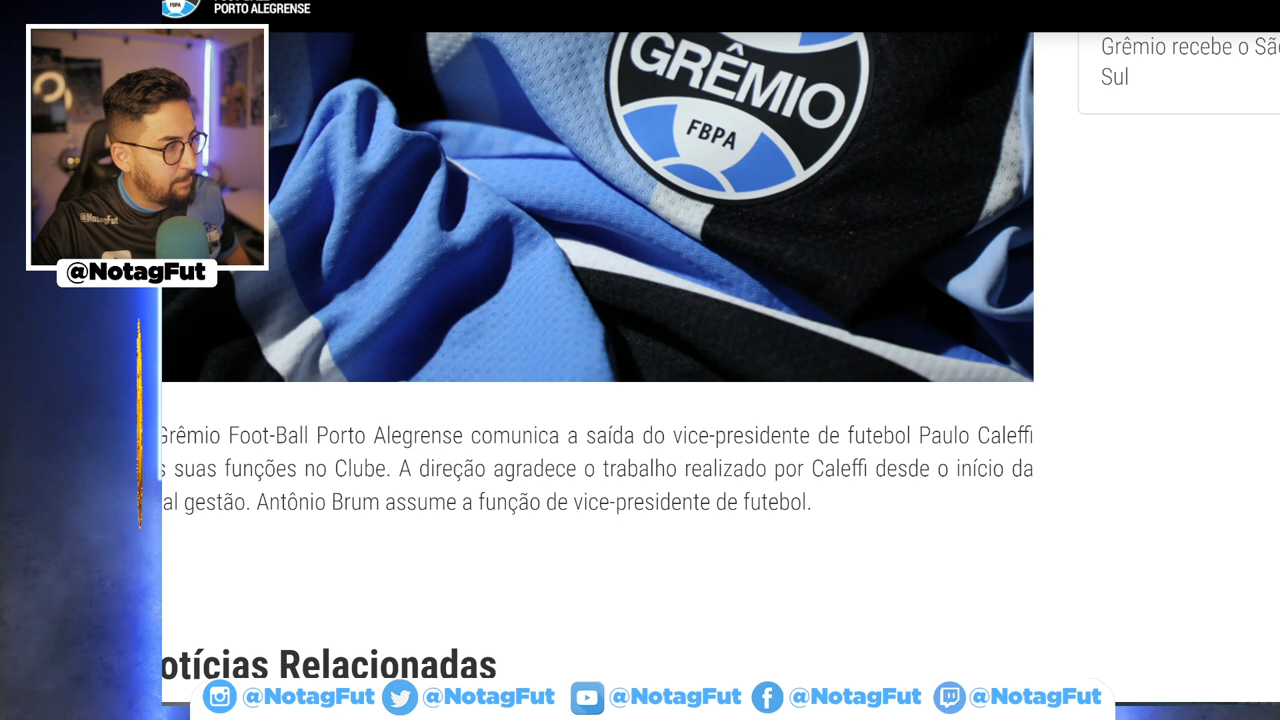 PORTO ALEGRENSE
FBPA
GRÊMIO
FBPA
Grêmio recebe o Sã
Sul
@NotagFut
@NotagFut
Grêmio Foot-Ball Porto Alegrense comunica a saída do vice-presidente de futebol Paulo Caleffi
s suas funções no Clube. A direção agradece o trabalho realizado por Caleffi desde o início da
al gestão. Antônio Brum assume a função de vice-presidente de futebol.
otícias Relacionadas
@NotagFut @NotagFut @NotagFut @NotagFut @NotagFut